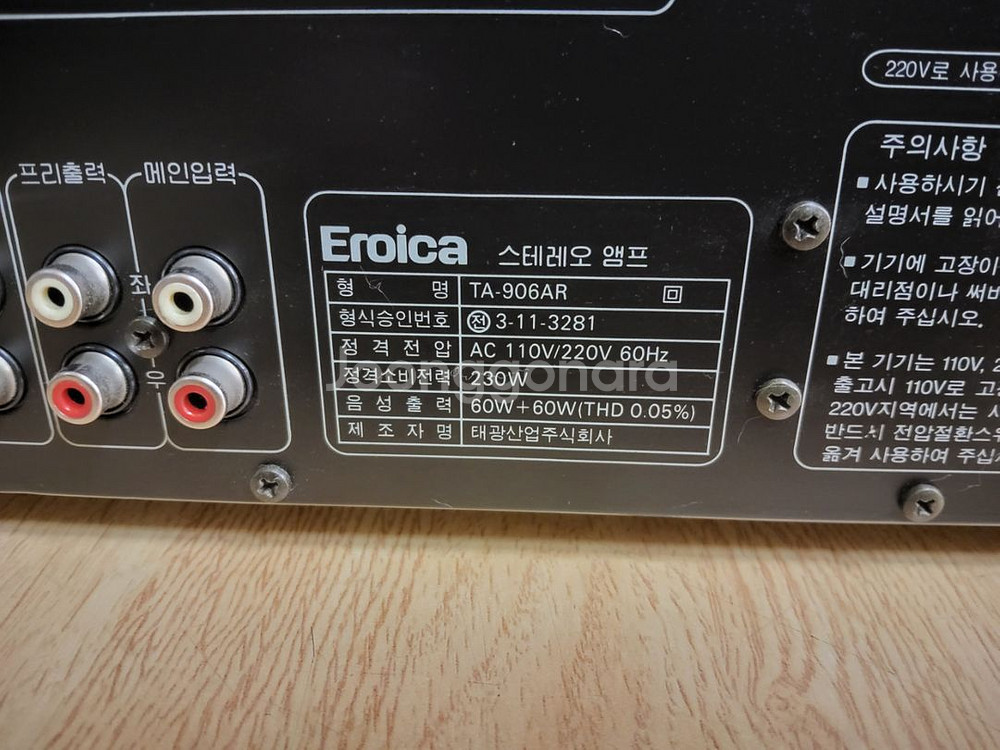 프리출력
메인입력
좌
우
Eroica 스테레오 앰프
형 명 TA-906AR
형식승인번호 전 3-11-3281
정격전압 AC 110V/220V 60Hz
정격소비전력 230W
음성출력 60W+60W(THD 0.05%)
제조자명 태광산업주식회사
Joonggonara
220V로 사용
주의사항
■ 사용하시기
설명서를 읽어
■ 기기에 고장이
대리점이나 써비
하여 주십시오.
■ 본 기기는 110V,
출고시 110V로
220V지역에서는
반드시 전압절환스위
옮겨 사용하여 주십시